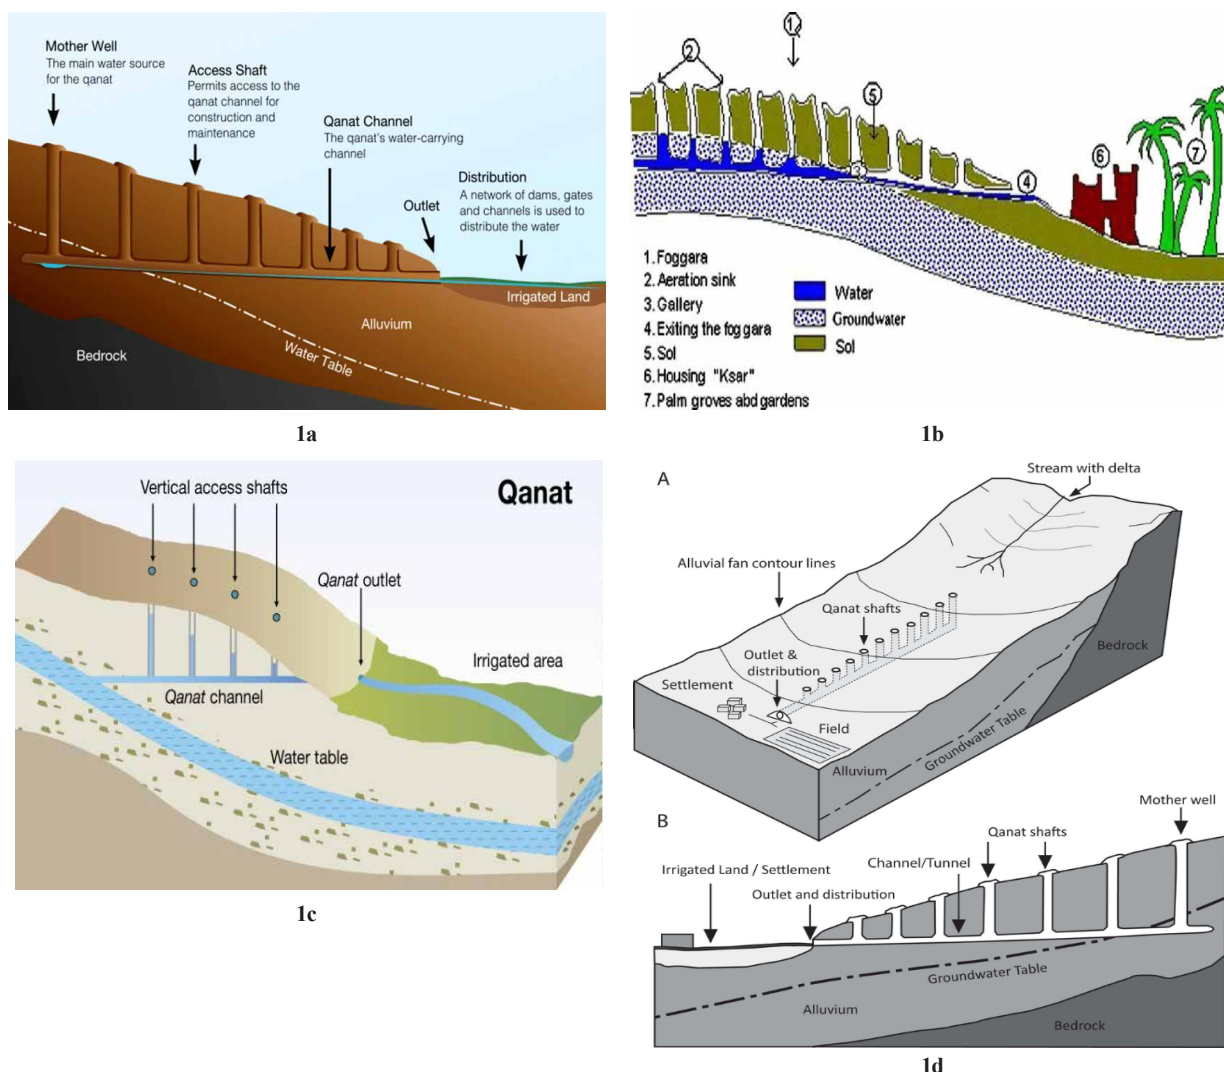 Mother Well
The main water source
for the qanat
Access Shaft
Permits access to the
qanat channel for
construction and
maintenance
Qanat Channel
The qanat's water-carrying
channel
Distribution
A network of dams, gates
and channels is used to
distribute the water
Outlet
Irrigated Land
Alluvium
Water Table
Bedrock
1a
1
2
5
3
4
6
7
1.Foggara
2.Aeration sink
3.Gallery
4.Exiting the foggara
5.Sol
6.Housing "Ksar"
7.Palm groves abd gardens
Water
Groundwater
Sol
1b
Qanat
Vertical access shafts
Qanat outlet
Irrigated area
Qanat channel
Water table
1c
A
Stream with delta
Alluvial fan contour lines
Qanat shafts
Bedrock
Outlet &
distribution
Settlement
Field
Alluvium
Groundwater Table
B
Mother well
Qanat shafts
Channel/Tunnel
Irrigated Land / Settlement
Outlet and distribution
Groundwater Table
Alluvium
Bedrock
1d